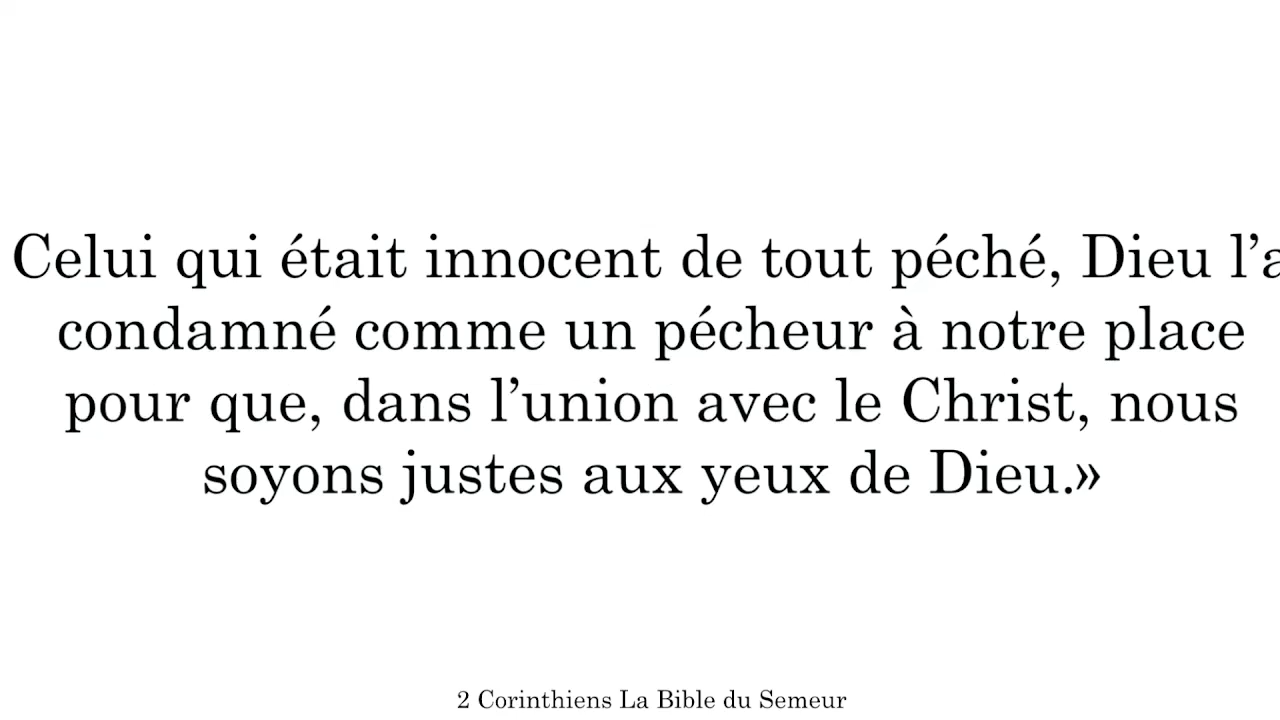 Celui qui était innocent de tout péché, Dieu l’a
condamné comme un pécheur à notre place
pour que, dans l’union avec le Christ, nous
soyons justes aux yeux de Dieu.»
2 Corinthiens La Bible du Semeur